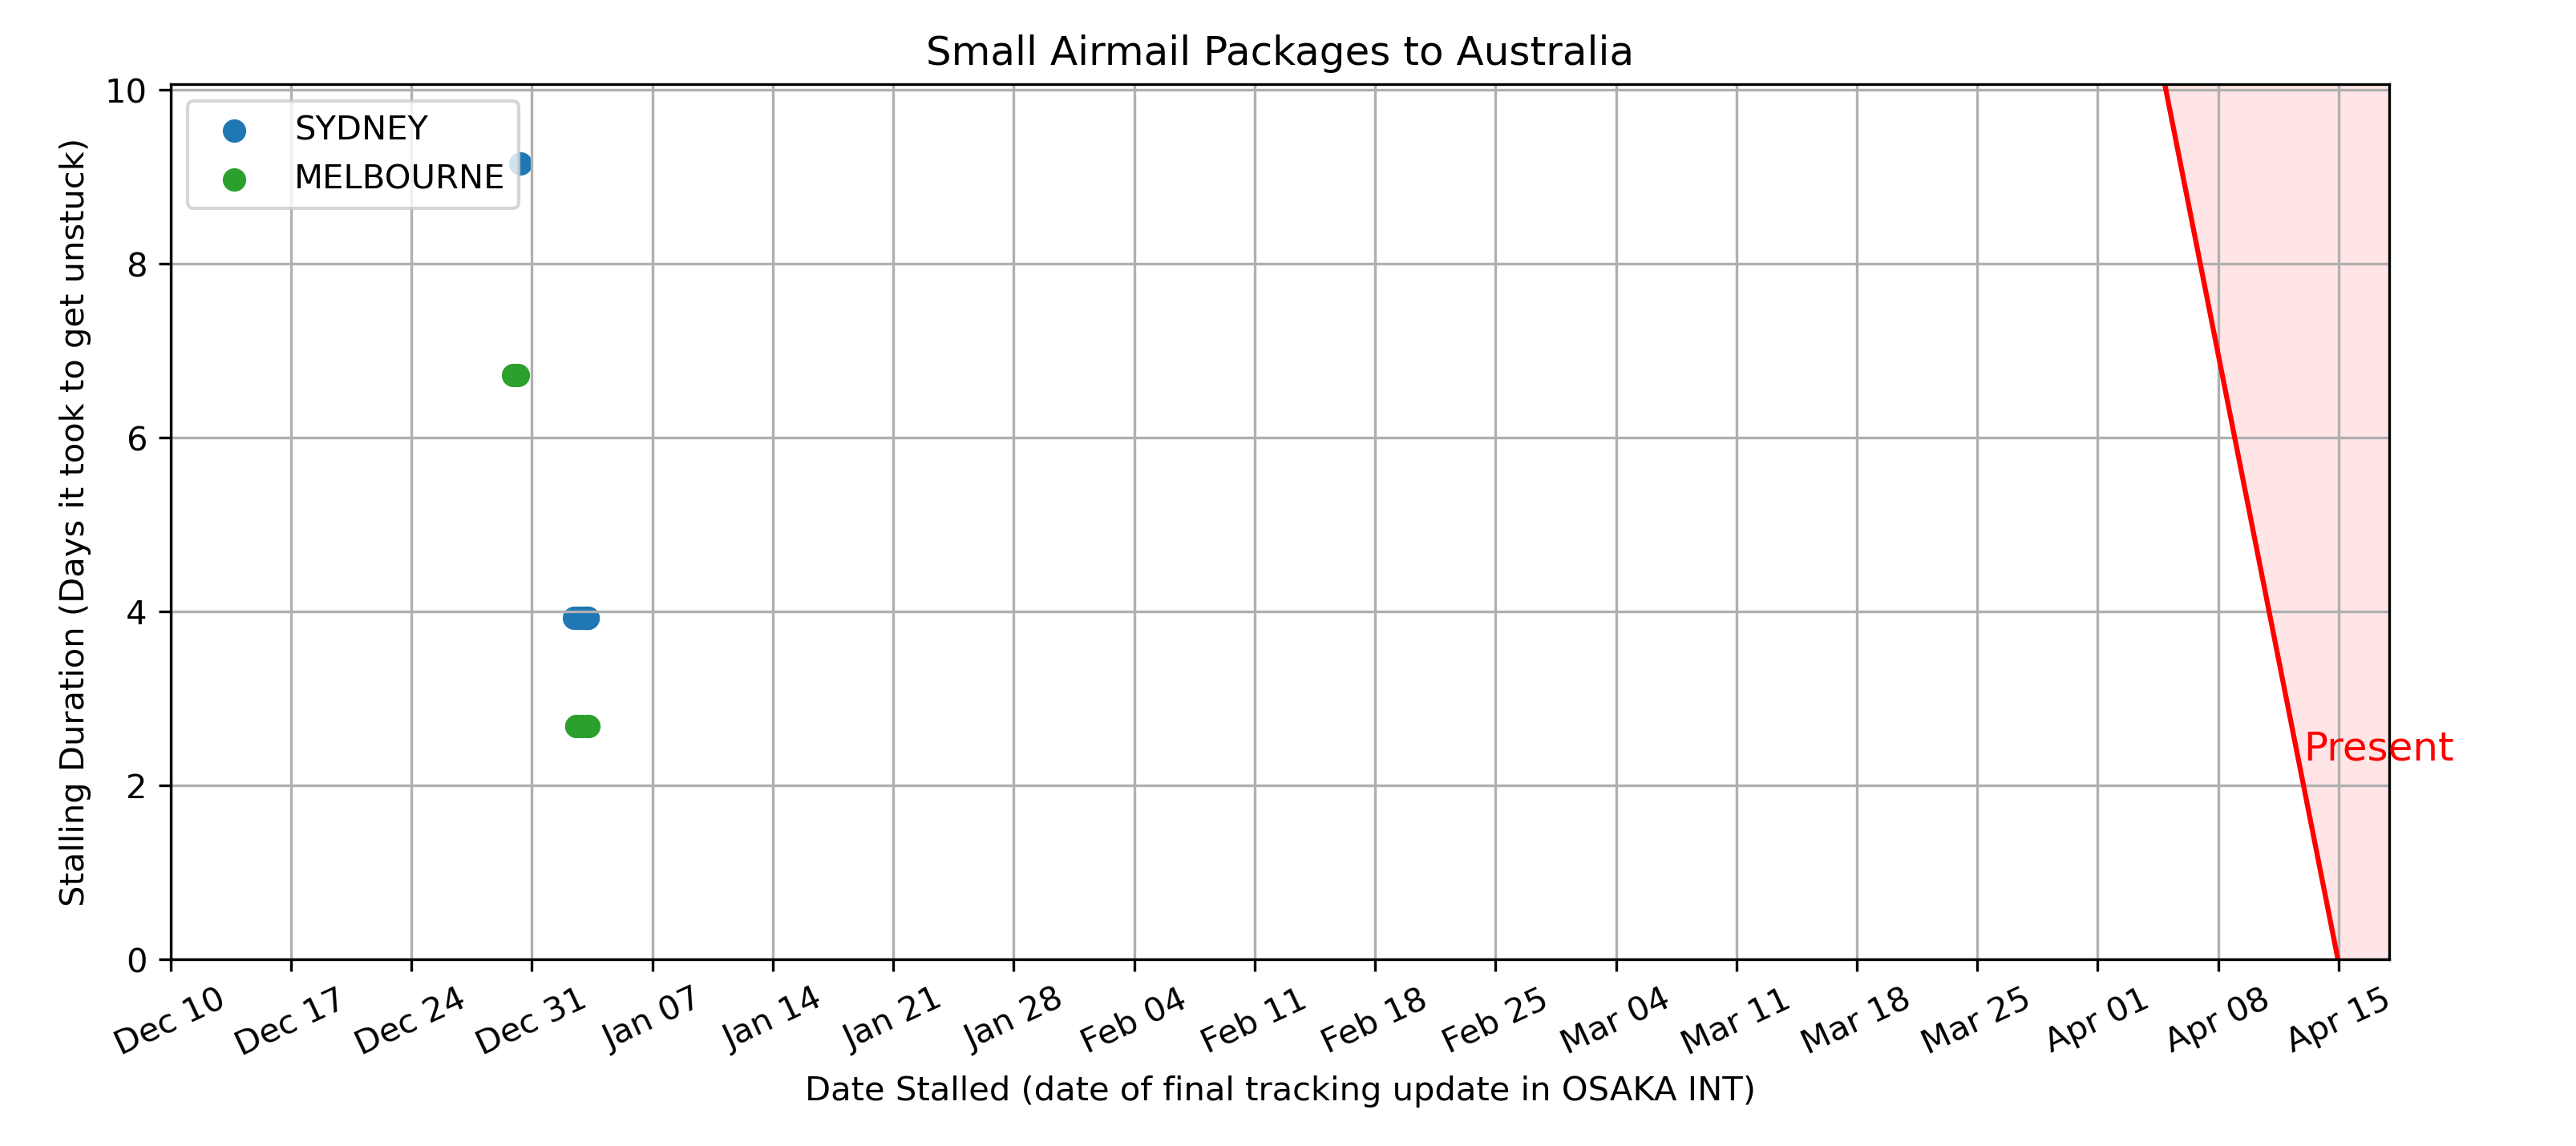 Small Airmail Packages to Australia
SYDNEY
MELBOURNE
Stalling Duration (Days it took to get unstuck)
10
8
6
4
2
0
Present
Dec 10
Dec 17
Dec 24
Dec 31
Jan 07
Jan 14
Jan 21
Jan 28
Feb 04
Feb 11
Feb 18
Feb 25
Mar 04
Mar 11
Mar 18
Mar 25
Apr 01
Apr 08
Apr 15
Date Stalled (date of final tracking update in OSAKA INT)